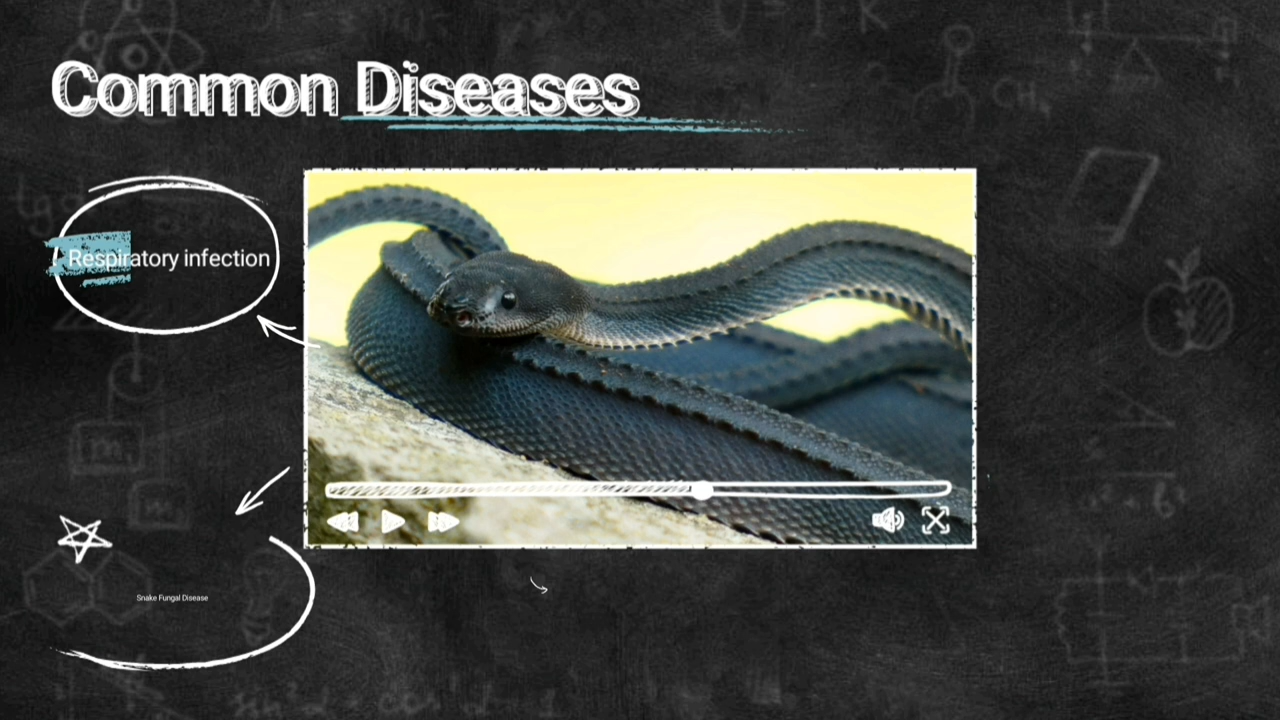 Common Diseases
Respiratory infection
Snake Fungal Disease